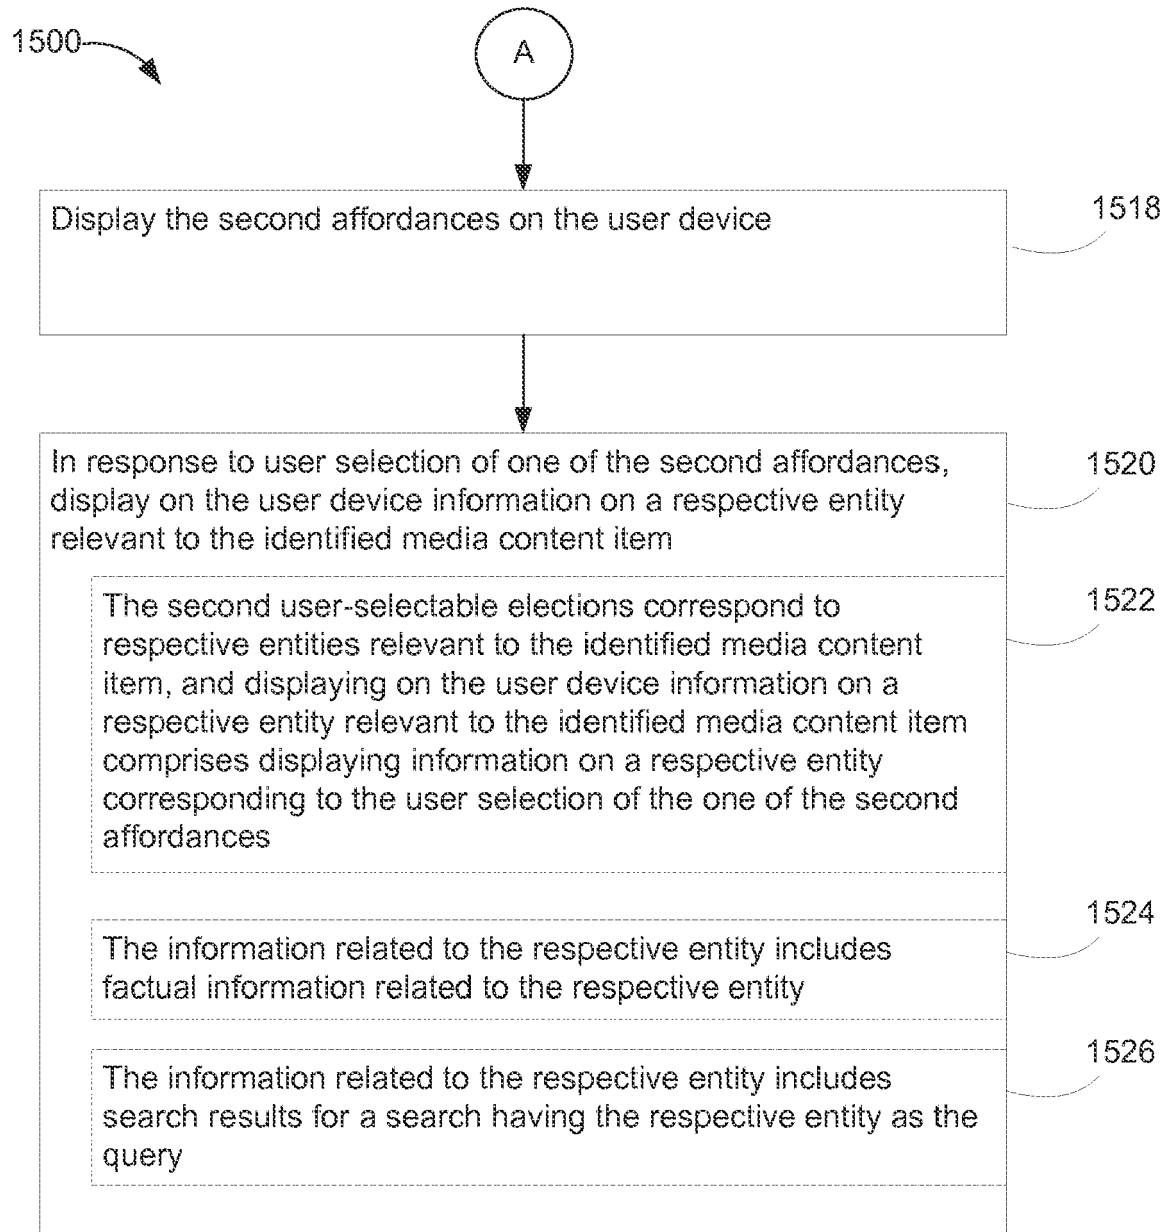 1500
A
Display the second affordances on the user device
1518
In response to user selection of one of the second affordances,
display on the user device information on a respective entity
relevant to the identified media content item
1520
The second user-selectable elections correspond to
respective entities relevant to the identified media content
item, and displaying on the user device information on a
respective entity relevant to the identified media content item
comprises displaying information on a respective entity
corresponding to the user selection of the one of the second
affordances
1522
The information related to the respective entity includes
factual information related to the respective entity
1524
The information related to the respective entity includes
search results for a search having the respective entity as the
query
1526